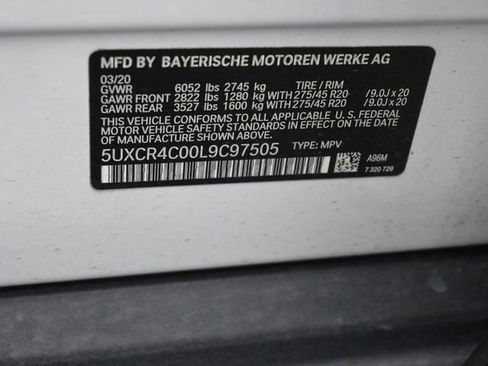 MFD BY BAYERISCHE MOTOREN WERKE AG
03/20
GVWR 6052 lbs 2745 kg TIRE / RIM
GAWR FRONT 2822 lbs 1280 kg WITH 275/45 R20 /9.0J x 20
GAWR REAR 3527 lbs 1600 kg WITH 275/45 R20 /9.0J x 20
THIS VEHICLE CONFORMS TO ALL APPLICABLE U. S. FEDERAL
MOTOR VEHICLE SAFETY STANDARDS IN EFFECT ON THE DATE OF
MANUFACTURE SHOWN ABOVE.
5UXCR4C00L9C97505 TYPE: MPV
A96M
7 320 729